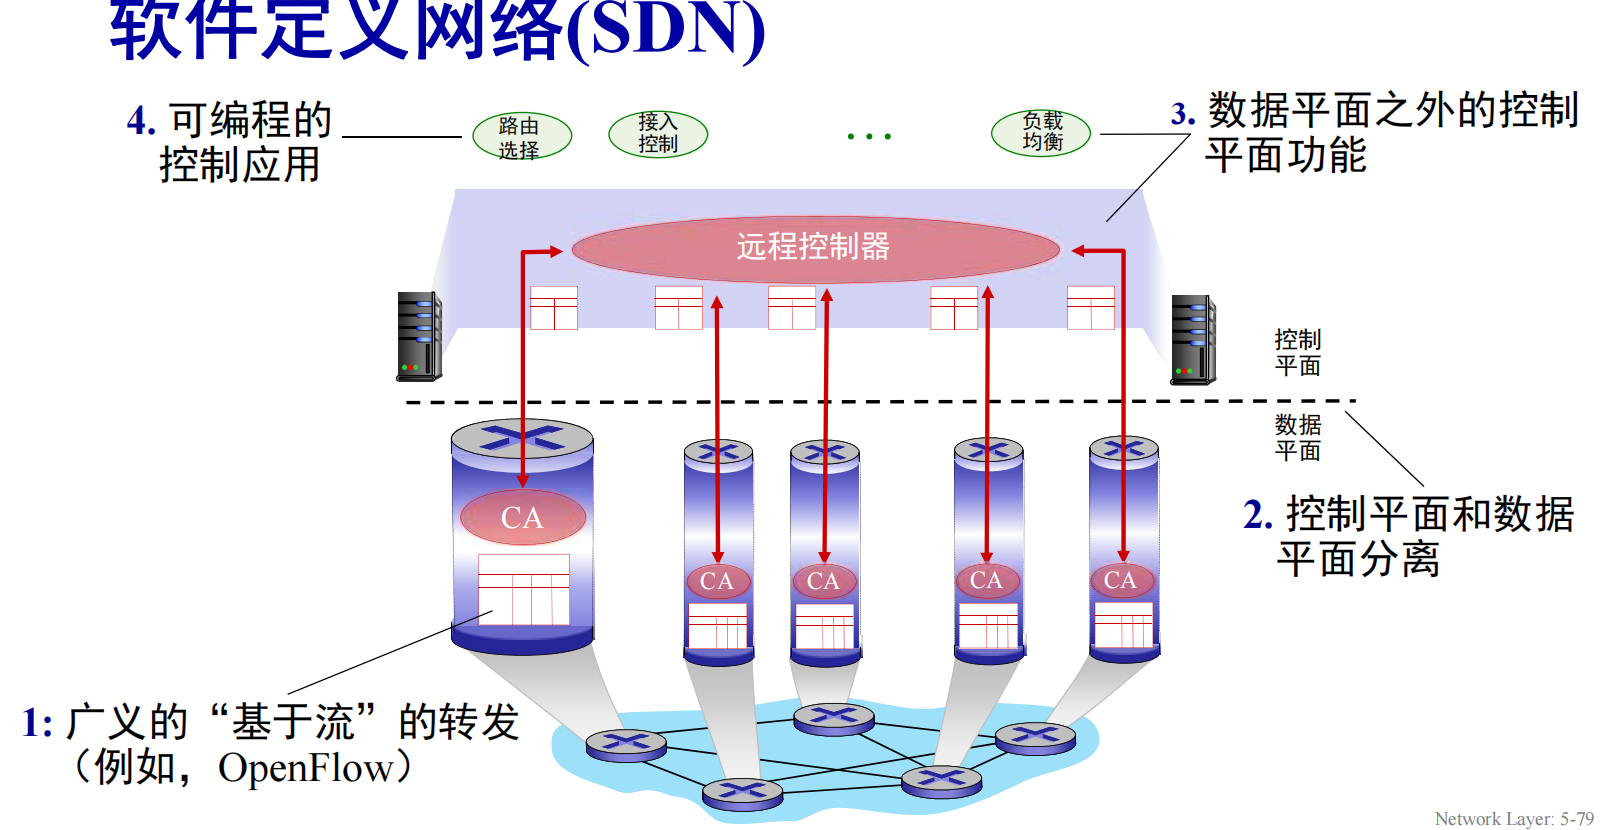 软件定义网络(SDN)
4. 可编程的
控制应用
路由
选择
接入
控制
...
负载
均衡
3. 数据平面之外的控制
平面功能
远程控制器
控制
平面
数据
平面
2. 控制平面和数据
平面分离
CA
CA
CA
CA
CA
1: 广义的“基于流”的转发
（例如，OpenFlow）
Network Layer: 5-79